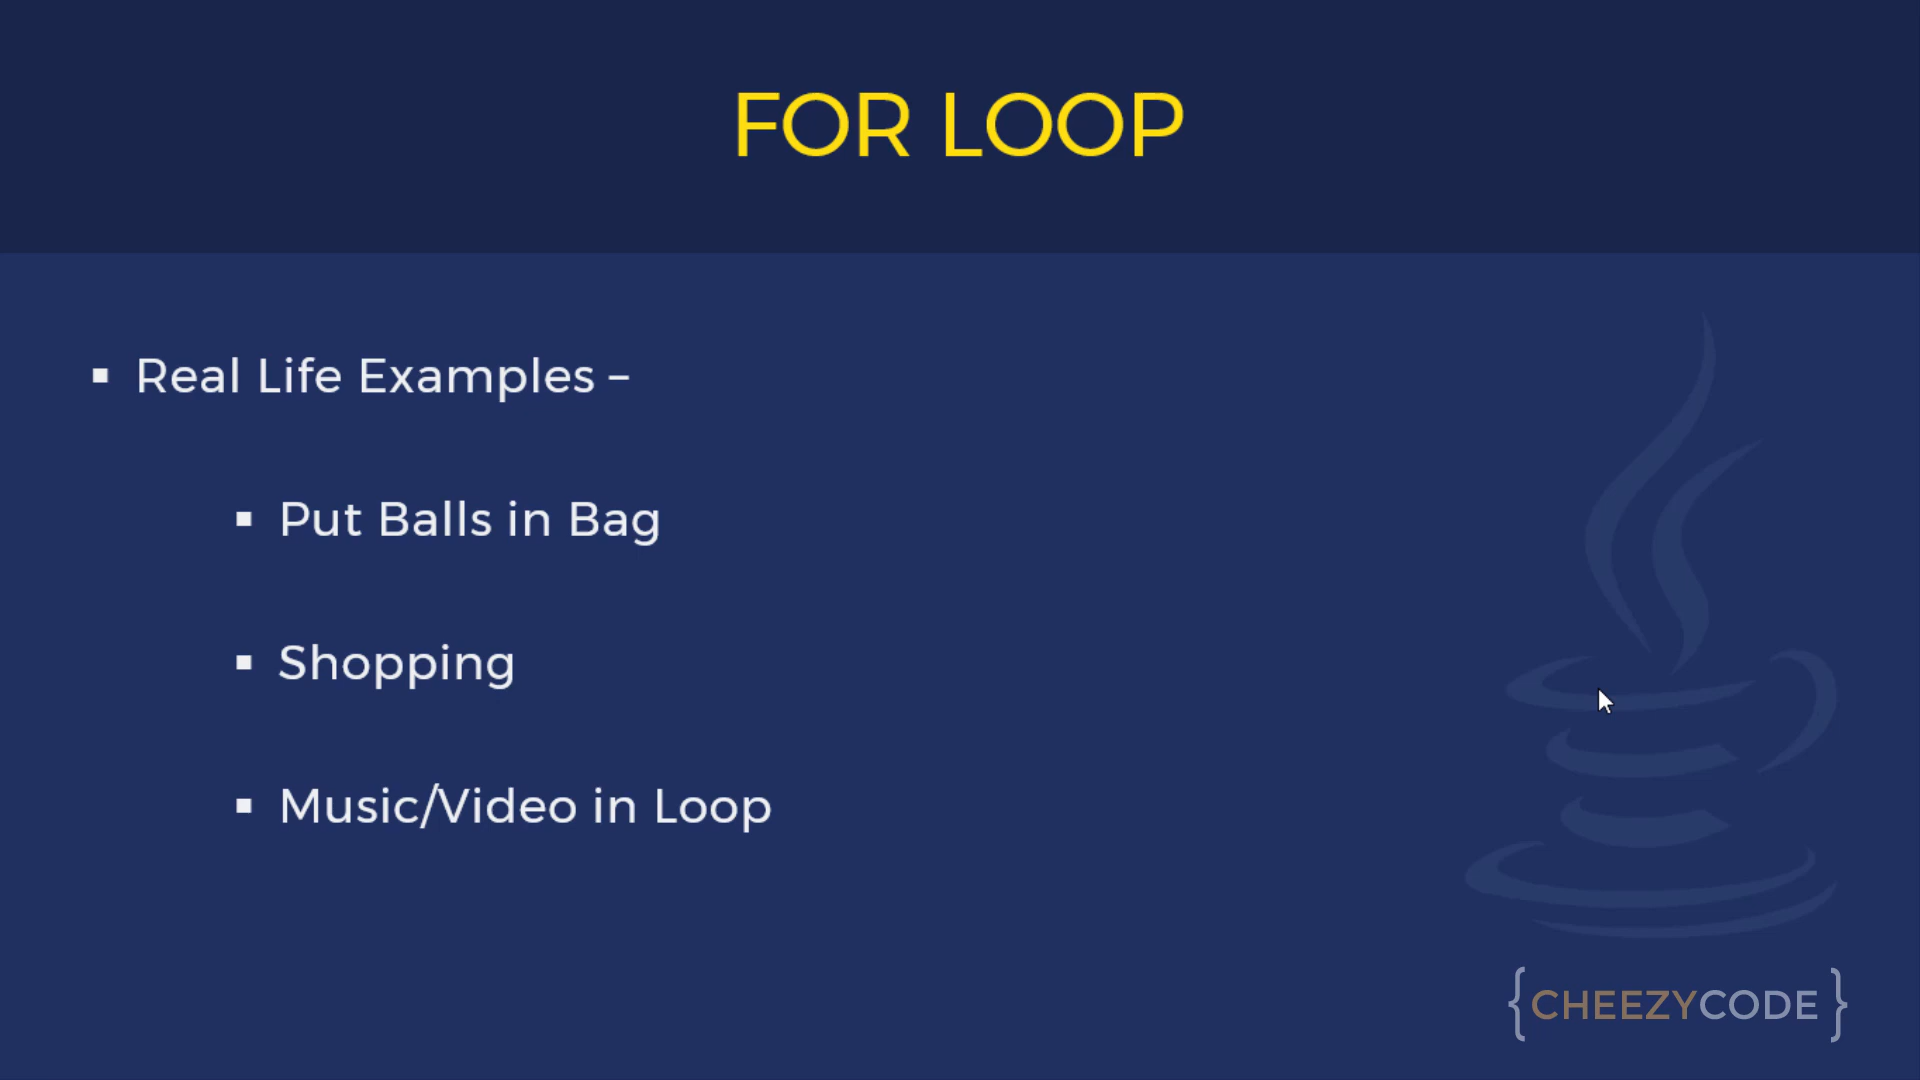 FOR LOOP
▪ Real Life Examples –
▪ Put Balls in Bag
▪ Shopping
▪ Music/Video in Loop
{CHEEZYCODE}